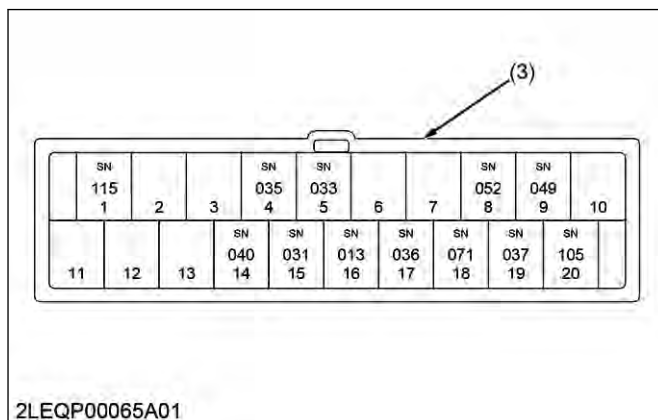 (3)
SN SN SN SN SN
115 035 033 052 049
1 2 3 4 5 6 7 8 9 10
SN SN SN SN SN SN SN
040 031 013 036 071 037 105
11 12 13 14 15 16 17 18 19 20
2LEQP00065A01